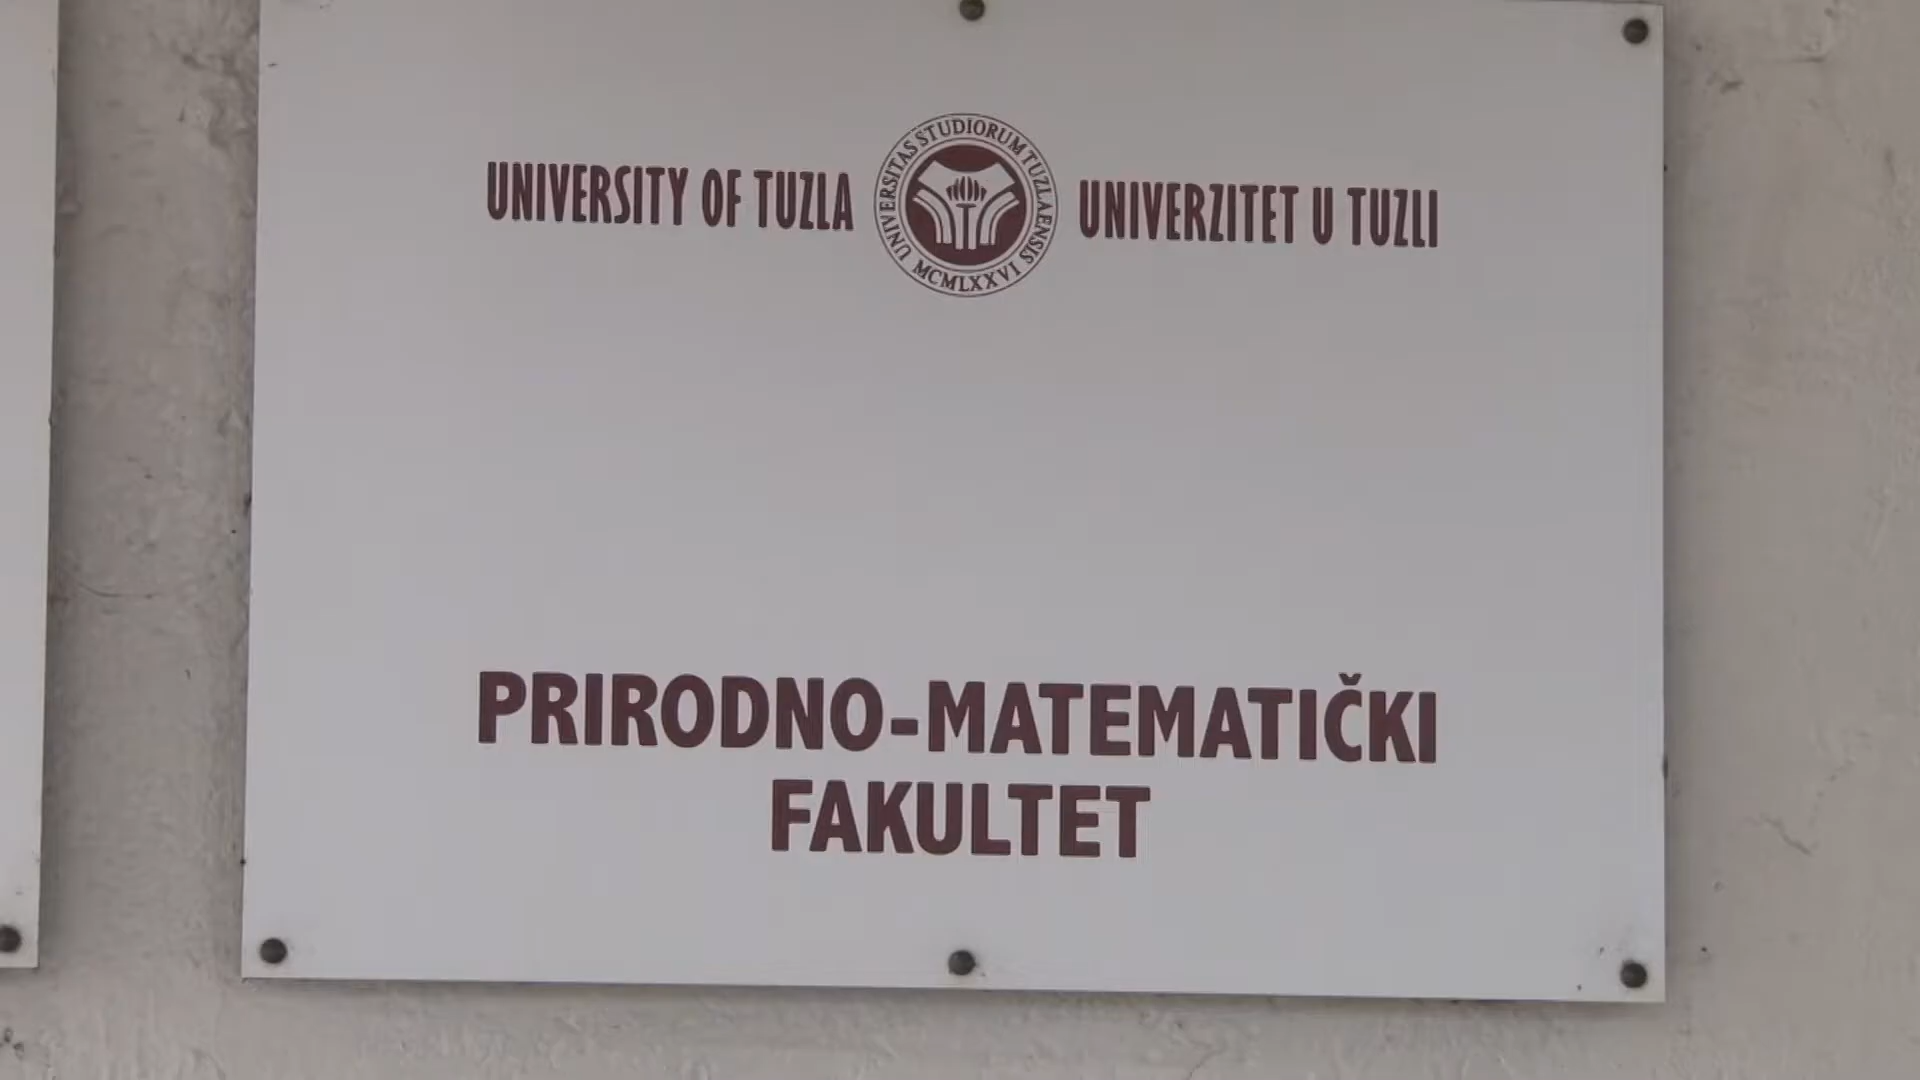 UNIVERSITY OF TUZLA UNIVERZITET U TUZLI
UNIVERSITAS STUDIORUM TUZLAENSIS
MCMLXXVI
PRIRODNO-MATEMATIČKI
FAKULTET